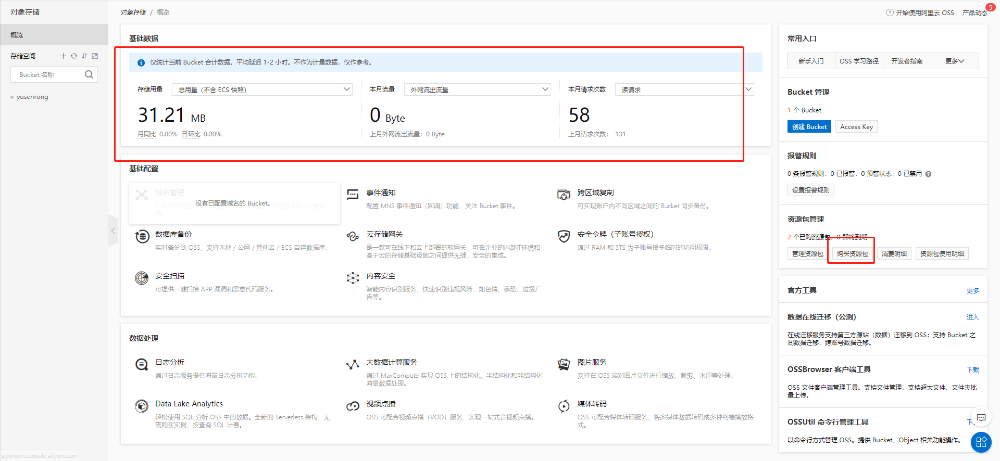 对象存储
概览
存储空间
Bucket 名称
yusenrong
对象存储 / 概览
开始使用阿里云 OSS
产品动态
5
基础数据
仅统计当前 Bucket 合计数据，平均延迟 1-2 小时。不作为计量数据，仅作参考。
存储用量
总用量（不含 ECS 快照）
31.21 MB
月同比 0.00% 日环比 0.00%
本月流量
外网流出流量
0 Byte
上月外网流出流量：0 Byte
本月请求次数
读请求
58
上月请求次数： 131
基础配置
域名管理
没有已配置域名的 Bucket。
事件通知
配置 MNS 事件通知（回调）功能，关注 Bucket 事件。
跨区域复制
可实现账户内不同区域之间的 Bucket 同步备份。
数据库备份
实时备份到 OSS，支持本地 / 公网 / 其他云 / ECS 自建数据库。
云存储网关
是一款可在线下和云上部署的软网关，可在企业的内部IT环境和
基于云的存储基础设施之间提供无缝、安全的集成。
安全令牌（子账号授权）
通过 RAM 和 STS 为子账号授予临时的访问权限。
安全扫描
可提供一键扫描 APP 漏洞和恶意代码服务。
内容安全
智能内容识别服务，快速识别违规风险，如色情、暴恐、垃圾广
告等。
数据处理
日志分析
通过日志服务提供海量日志分析功能。
大数据计算服务
通过 MaxCompute 实现 OSS 上的结构化、半结构化和非结构化
海量数据处理。
图片服务
支持在 OSS 端对图片文件进行缩放、裁剪、水印等处理。
Data Lake Analytics
轻松使用 SQL 分析 OSS 中的数据。全新的 Serverless 架构，无
需购买实例，按查询 SQL 计费。
视频点播
OSS 可配合视频点播（VOD）服务，实现一站式音视频点播。
媒体转码
OSS 可配合媒体转码服务，将多媒体数据转码成多种终端播放格
式。
常用入口
新手入门
OSS 学习路径
开发者指南
更多
Bucket 管理
1 个 Bucket
创建 Bucket
Access Key
报警规则
0 条报警规则，0 已报警，0 预警状态，0 已禁用
设置报警规则
资源包管理
2 个已购资源包，0 即将到期
管理资源包
购买资源包
消费明细
资源包使用明细
官方工具
更多
数据在线迁移（公测）
进入
在线迁移服务支持第三方源站（数据）迁移到 OSS；支持 Bucket 之
间数据迁移，跨账号数据迁移。
OSSBrowser 客户端工具
下载
OSS 文件客户端管理工具。支持文件管理，支持超大文件、文件夹批
量上传。
OSSUtil 命令行管理工具
以命令行方式管理 OSS。提供 Bucket、Object 相关功能操作。
sgwnew.console.aliyun.com